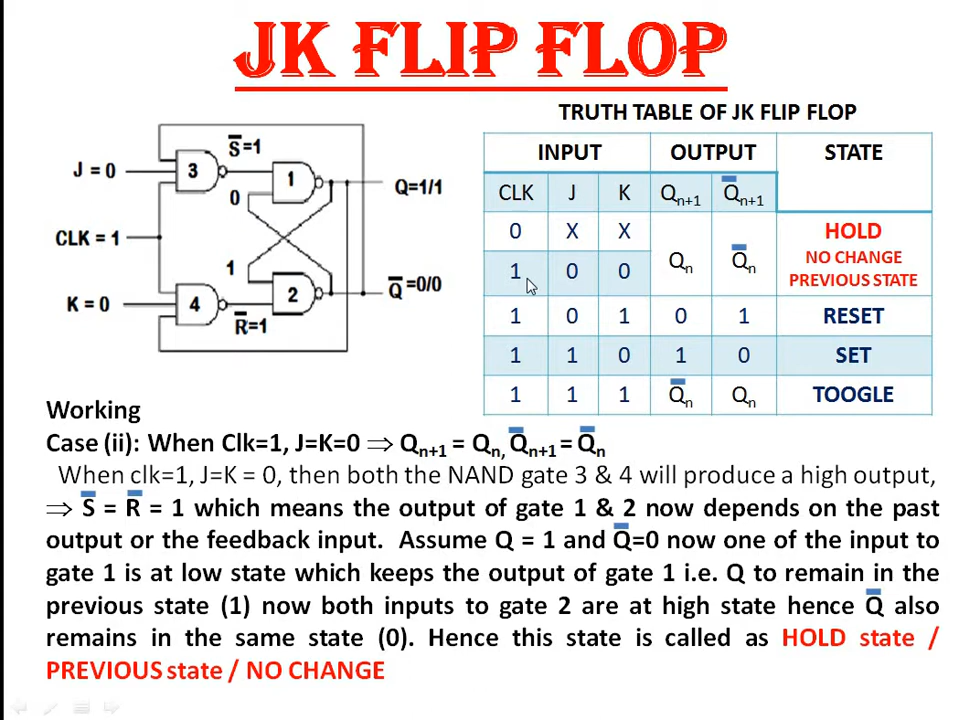 JK FLIP FLOP
TRUTH TABLE OF JK FLIP FLOP
INPUT OUTPUT STATE
CLK J K Qn+1 Q̅n+1
0 X X Qn Q̅n HOLD
NO CHANGE
1 0 0 PREVIOUS STATE
1 0 1 0 1 RESET
1 1 0 1 0 SET
1 1 1 Q̅n Qn TOOGLE
J = 0
CLK = 1
K = 0
3
S̅=1
0
1
Q=1/1
1
2
Q̅=0/0
4
R̅=1
Working
Case (ii): When Clk=1, J=K=0 ⇒ Qn+1 = Qn, Q̅n+1 = Q̅n
When clk=1, J=K = 0, then both the NAND gate 3 & 4 will produce a high output,
⇒ S̅ = R̅ = 1 which means the output of gate 1 & 2 now depends on the past
output or the feedback input. Assume Q = 1 and Q̅=0 now one of the input to
gate 1 is at low state which keeps the output of gate 1 i.e. Q to remain in the
previous state (1) now both inputs to gate 2 are at high state hence Q̅ also
remains in the same state (0). Hence this state is called as HOLD state /
PREVIOUS state / NO CHANGE